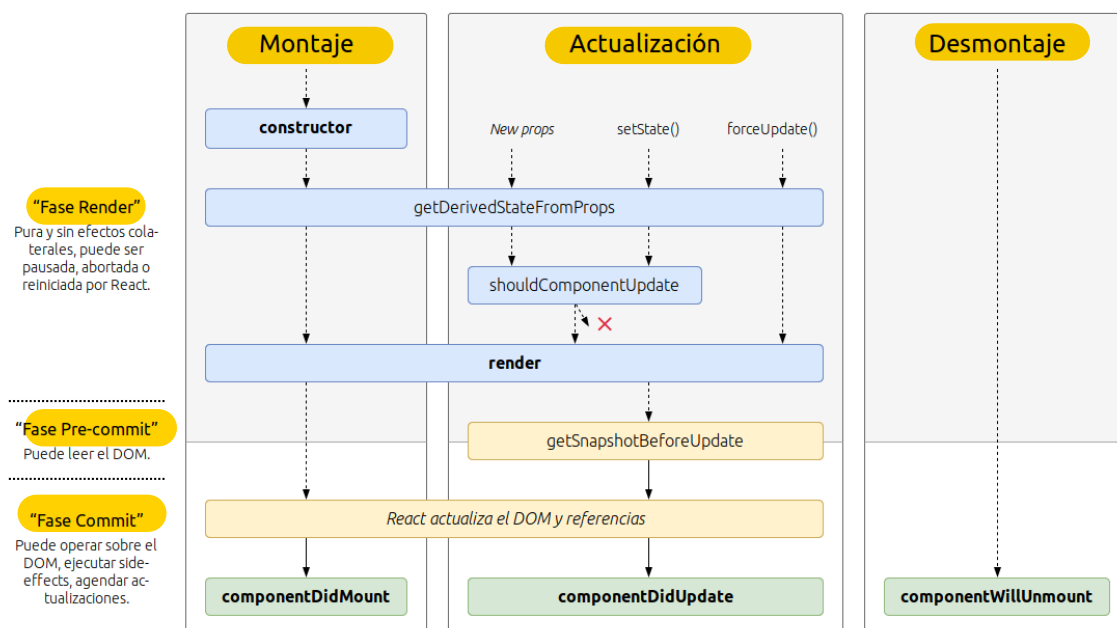 Montaje
Actualización
Desmontaje
constructor
New props
setState()
forceUpdate()
“Fase Render”
Pura y sin efectos cola-
terales, puede ser
pausada, abortada o
reiniciada por React.
getDerivedStateFromProps
shouldComponentUpdate
render
“Fase Pre-commit”
Puede leer el DOM.
getSnapshotBeforeUpdate
“Fase Commit”
Puede operar sobre el
DOM, ejecutar side-
effects, agendar ac-
tualizaciones.
React actualiza el DOM y referencias
componentDidMount
componentDidUpdate
componentWillUnmount